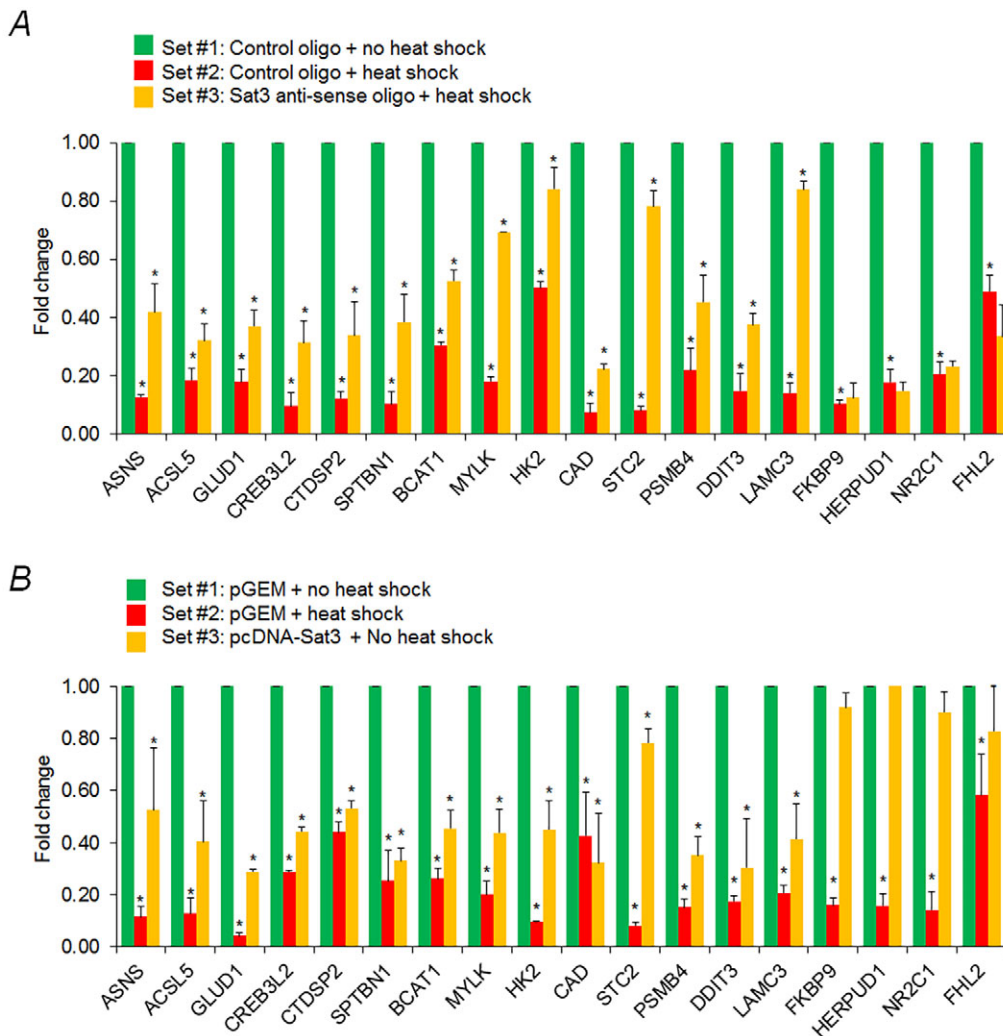 A
Set #1: Control oligo + no heat shock
Set #2: Control oligo + heat shock
Set #3: Sat3 anti-sense oligo + heat shock
Fold change
1.00
0.80
0.60
0.40
0.20
0.00
* * * * * * * * * * * * * * * * * * * * * * * * * * * * * * * *
ASNS ACSL5 GLUD1 CREB3L2 CTDSP2 SPTBN1 BCAT1 MYLK HK2 CAD STC2 PSMB4 DDIT3 LAMC3 FKBP9 HERPUD1 NR2C1 FHL2
B
Set #1: pGEM + no heat shock
Set #2: pGEM + heat shock
Set #3: pcDNA-Sat3 + No heat shock
Fold change
1.00
0.80
0.60
0.40
0.20
0.00
* * * * * * * * * * * * * * * * * * * * * * * * * * * * * * * *
ASNS ACSL5 GLUD1 CREB3L2 CTDSP2 SPTBN1 BCAT1 MYLK HK2 CAD STC2 PSMB4 DDIT3 LAMC3 FKBP9 HERPUD1 NR2C1 FHL2